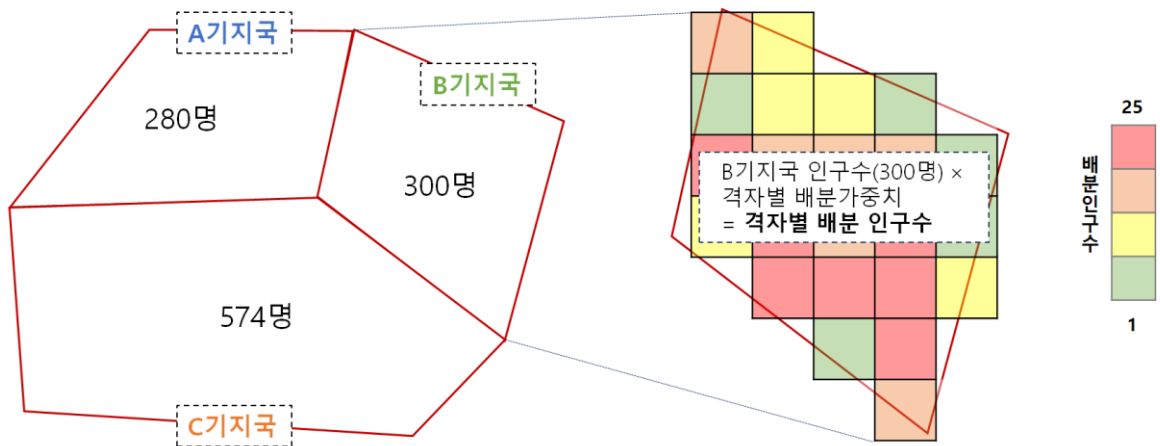 A기지국
280명
B기지국
300명
574명
C기지국
B기지국 인구수(300명) ×
격자별 배분가중치
= 격자별 배분 인구수
25
배분인구수
1